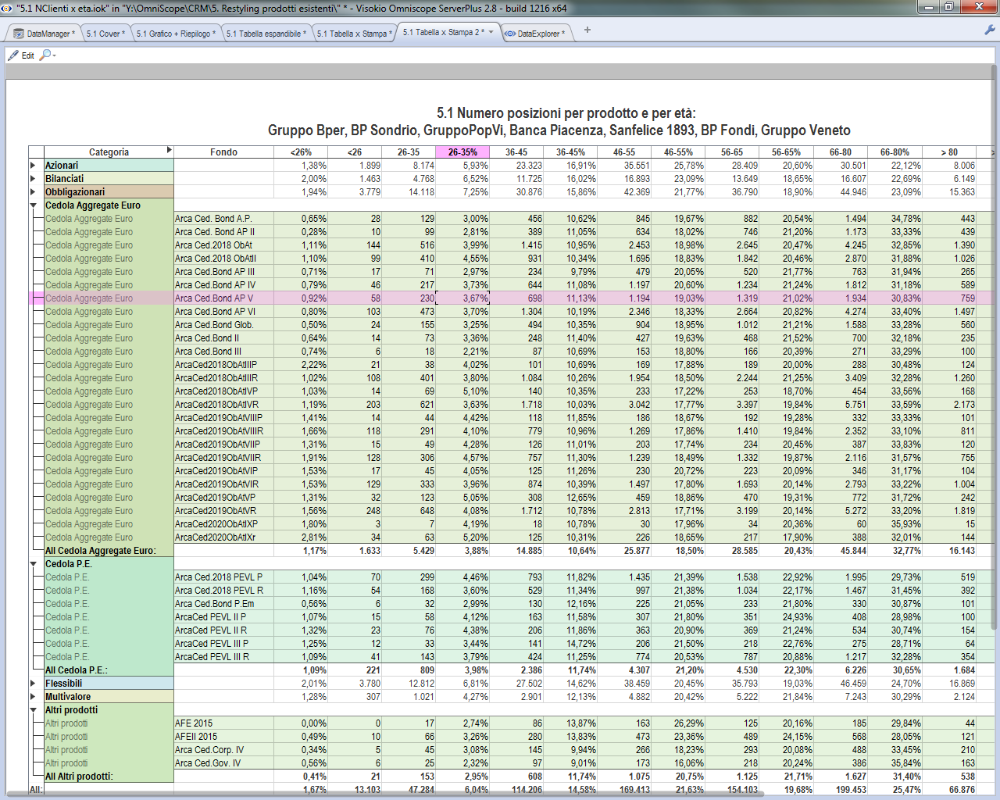 "5.1 NClienti x eta.iok" in "Y:\OmniScope\CRM\5. Restyling prodotti esistenti\" * - Visokio Omniscope ServerPlus 2.8 - build 1216 x64
DataManager * 5.1 Cover * 5.1 Grafico + Riepilogo * 5.1 Tabella espandibile * 5.1 Tabella x Stampa * 5.1 Tabella x Stampa 2 * DataExplorer * +
Edit
5.1 Numero posizioni per prodotto e per età:
Gruppo Bper, BP Sondrio, GruppoPopVi, Banca Piacenza, Sanfelice 1893, BP Fondi, Gruppo Veneto
Categoria Fondo <26% <26 26-35 26-35% 36-45 36-45% 46-55 46-55% 56-65 56-65% 66-80 66-80% > 80 >
Azionari 1,38% 1.899 8.174 5,93% 23.323 16,91% 35.551 25,78% 28.409 20,60% 30.501 22,12% 8.006
Bilanciati 2,00% 1.463 4.768 6,52% 11.725 16,02% 16.893 23,09% 13.649 18,65% 16.607 22,69% 6.149
Obbligazionari 1,94% 3.779 14.118 7,25% 30.876 15,86% 42.369 21,77% 36.790 18,90% 44.946 23,09% 15.363
Cedola Aggregate Euro
Cedola Aggregate Euro Arca Ced. Bond A.P. 0,65% 28 129 3,00% 456 10,62% 845 19,67% 882 20,54% 1.494 34,78% 443
Cedola Aggregate Euro Arca Ced. Bond AP II 0,28% 10 99 2,81% 389 11,05% 634 18,02% 746 21,20% 1.173 33,33% 439
Cedola Aggregate Euro Arca Ced.2018 ObAt 1,11% 144 516 3,99% 1.415 10,95% 2.453 18,98% 2.645 20,47% 4.245 32,85% 1.390
Cedola Aggregate Euro Arca Ced.2018 ObAtII 1,10% 99 410 4,55% 931 10,34% 1.695 18,83% 1.842 20,46% 2.870 31,88% 1.026
Cedola Aggregate Euro Arca Ced.Bond AP III 0,71% 17 71 2,97% 234 9,79% 479 20,05% 520 21,77% 763 31,94% 265
Cedola Aggregate Euro Arca Ced.Bond AP IV 0,79% 46 217 3,73% 644 11,08% 1.197 20,60% 1.234 21,24% 1.812 31,18% 589
Cedola Aggregate Euro Arca Ced.Bond AP V 0,92% 58 230 3,67% 698 11,13% 1.194 19,03% 1.319 21,02% 1.934 30,83% 759
Cedola Aggregate Euro Arca Ced.Bond AP VI 0,80% 103 473 3,70% 1.304 10,19% 2.346 18,33% 2.664 20,82% 4.274 33,40% 1.497
Cedola Aggregate Euro Arca Ced.Bond Glob. 0,50% 24 155 3,25% 494 10,35% 904 18,95% 1.012 21,21% 1.588 33,28% 560
Cedola Aggregate Euro Arca Ced.Bond II 0,64% 14 73 3,36% 248 11,40% 427 19,63% 468 21,52% 700 32,18% 235
Cedola Aggregate Euro Arca Ced.Bond III 0,74% 6 18 2,21% 87 10,69% 153 18,80% 166 20,39% 271 33,29% 100
Cedola Aggregate Euro ArcaCed2018ObAtIIIP 2,22% 21 38 4,02% 101 10,69% 169 17,88% 189 20,00% 288 30,48% 124
Cedola Aggregate Euro ArcaCed2018ObAtIIIR 1,02% 108 401 3,80% 1.084 10,26% 1.954 18,50% 2.244 21,25% 3.409 32,28% 1.260
Cedola Aggregate Euro ArcaCed2018ObAtIVP 1,03% 14 69 5,10% 140 10,35% 233 17,22% 253 18,70% 454 33,56% 168
Cedola Aggregate Euro ArcaCed2018ObAtIVR 1,19% 203 621 3,63% 1.718 10,03% 3.042 17,77% 3.397 19,84% 5.751 33,59% 2.173
Cedola Aggregate Euro ArcaCed2019ObAtVIIIP 1,41% 14 44 4,42% 118 11,85% 186 18,67% 192 19,28% 332 33,33% 101
Cedola Aggregate Euro ArcaCed2019ObAtVIIIR 1,66% 118 291 4,10% 779 10,96% 1.269 17,86% 1.410 19,84% 2.352 33,10% 811
Cedola Aggregate Euro ArcaCed2019ObAtVIIP 1,31% 15 49 4,28% 126 11,01% 203 17,74% 234 20,45% 387 33,83% 120
Cedola Aggregate Euro ArcaCed2019ObAtVIIR 1,91% 128 306 4,57% 757 11,30% 1.239 18,49% 1.332 19,87% 2.116 31,57% 755
Cedola Aggregate Euro ArcaCed2019ObAtVIP 1,53% 17 45 4,05% 125 11,26% 230 20,72% 223 20,09% 346 31,17% 104
Cedola Aggregate Euro ArcaCed2019ObAtVIR 1,53% 129 333 3,96% 874 10,39% 1.497 17,80% 1.693 20,14% 2.793 33,22% 1.004
Cedola Aggregate Euro ArcaCed2019ObAtVP 1,31% 32 123 5,05% 308 12,65% 459 18,86% 470 19,31% 772 31,72% 242
Cedola Aggregate Euro ArcaCed2019ObAtVR 1,56% 248 648 4,08% 1.712 10,78% 2.813 17,71% 3.199 20,14% 5.272 33,20% 1.819
Cedola Aggregate Euro ArcaCed2020ObAtIXP 1,80% 3 7 4,19% 18 10,78% 30 17,96% 34 20,36% 60 35,93% 15
Cedola Aggregate Euro ArcaCed2020ObAtIXr 2,81% 34 63 5,20% 125 10,31% 226 18,65% 217 17,90% 388 32,01% 144
All Cedola Aggregate Euro: 1,17% 1.633 5.429 3,88% 14.885 10,64% 25.877 18,50% 28.585 20,43% 45.844 32,77% 16.143
Cedola P.E.
Cedola P.E. Arca Ced.2018 PEVL P 1,04% 70 299 4,46% 793 11,82% 1.435 21,39% 1.538 22,92% 1.995 29,73% 519
Cedola P.E. Arca Ced.2018 PEVL R 1,16% 54 168 3,60% 529 11,34% 997 21,38% 1.034 22,17% 1.467 31,45% 392
Cedola P.E. Arca Ced.Bond P.Em 0,56% 6 32 2,99% 130 12,16% 225 21,05% 233 21,80% 330 30,87% 101
Cedola P.E. ArcaCed PEVL II P 1,07% 15 58 4,12% 163 11,58% 307 21,80% 351 24,93% 408 28,98% 100
Cedola P.E. ArcaCed PEVL II R 1,32% 23 76 4,38% 206 11,86% 363 20,90% 369 21,24% 534 30,74% 154
Cedola P.E. ArcaCed PEVL III P 1,25% 12 33 3,44% 141 14,72% 206 21,50% 218 22,76% 275 28,71% 64
Cedola P.E. ArcaCed PEVL III R 1,09% 41 143 3,79% 424 11,25% 774 20,53% 787 20,88% 1.217 32,28% 354
All Cedola P.E.: 1,09% 221 809 3,98% 2.386 11,74% 4.307 21,20% 4.530 22,30% 6.226 30,65% 1.684
Flessibili 2,01% 3.780 12.812 6,81% 27.502 14,62% 38.459 20,45% 35.793 19,03% 46.459 24,70% 16.869
Multivalore 1,28% 307 1.021 4,27% 2.901 12,13% 4.882 20,42% 5.222 21,84% 7.243 30,29% 2.124
Altri prodotti
Altri prodotti AFE 2015 0,00% 0 17 2,74% 86 13,87% 163 26,29% 125 20,16% 185 29,84% 44
Altri prodotti AFEII 2015 0,49% 10 66 3,26% 280 13,83% 473 23,36% 489 24,15% 568 28,05% 121
Altri prodotti Arca Ced.Corp. IV 0,34% 5 45 3,08% 145 9,94% 266 18,23% 293 20,08% 488 33,45% 210
Altri prodotti Arca Ced.Gov. IV 0,56% 6 25 2,32% 97 9,01% 173 16,06% 218 20,24% 386 35,84% 163
All Altri prodotti: 0,41% 21 153 2,95% 608 11,74% 1.075 20,75% 1.125 21,71% 1.627 31,40% 538
All: 1,67% 13.103 47.284 6,04% 114.206 14,58% 169.413 21,63% 154.103 19,68% 199.453 25,47% 66.876